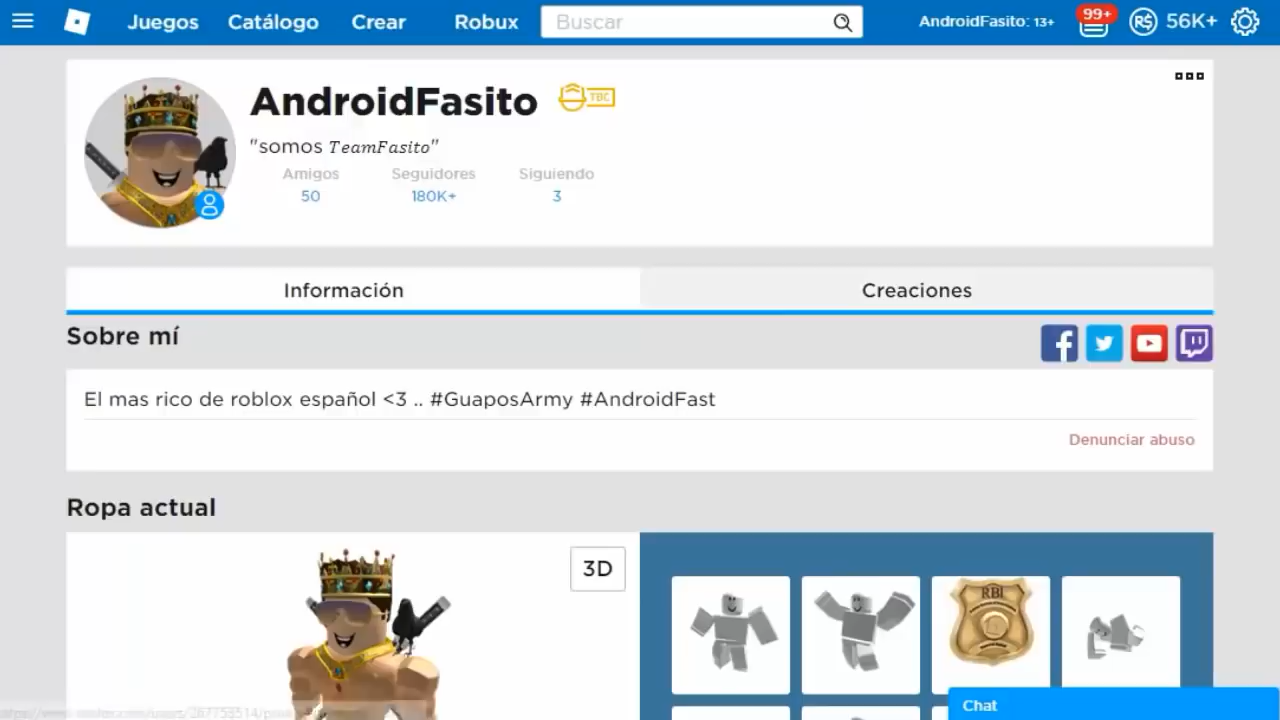 Juegos Catálogo Crear Robux Buscar AndroidFasito: 13+ 99+ R$ 56K+
AndroidFasito TBC
"somos TeamFasito"
Amigos Seguidores Siguiendo
50 180K+ 3
Información Creaciones
Sobre mí
El mas rico de roblox español <3 .. #GuaposArmy #AndroidFast
Denunciar abuso
Ropa actual
3D
RBI
Chat